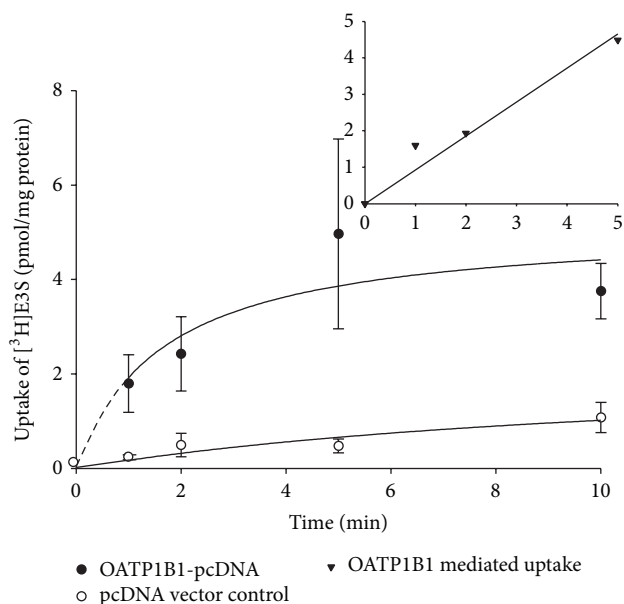 5
4
3
2
1
0
0 1 2 3 4 5
8
6
4
2
0
0 2 4 6 8 10
Uptake of [³H]E3S (pmol/mg protein)
Time (min)
OATP1B1-pcDNA
OATP1B1 mediated uptake
pcDNA vector control